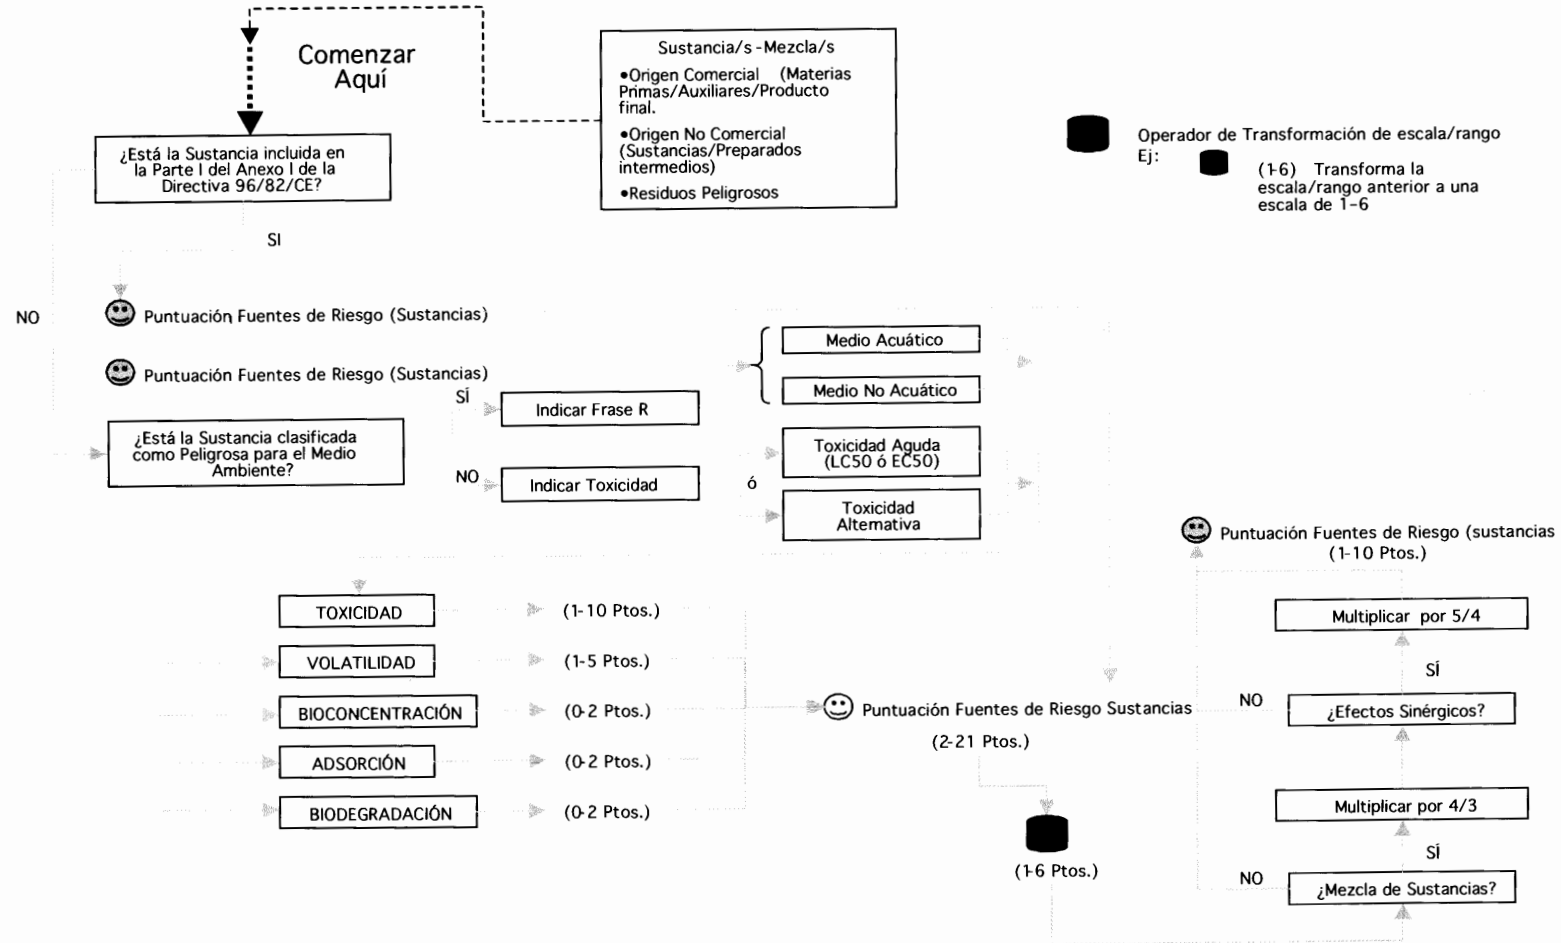 Comenzar
Aquí
Sustancia/s -Mezcla/s
•Origen Comercial (Materias
Primas/Auxiliares/Producto
final.
•Origen No Comercial
(Sustancias/Preparados
intermedios)
•Residuos Peligrosos
Operador de Transformación de escala/rango
Ej:
(1-6) Transforma la
escala/rango anterior a una
escala de 1-6
¿Está la Sustancia incluida en
la Parte I del Anexo I de la
Directiva 96/82/CE?
SI
NO
Puntuación Fuentes de Riesgo (Sustancias)
Puntuación Fuentes de Riesgo (Sustancias)
¿Está la Sustancia clasificada
como Peligrosa para el Medio
Ambiente?
SÍ
Indicar Frase R
NO
Indicar Toxicidad
Medio Acuático
Medio No Acuático
Toxicidad Aguda
(LC50 ó EC50)
ó
Toxicidad
Alternativa
TOXICIDAD
(1-10 Ptos.)
VOLATILIDAD
(1-5 Ptos.)
BIOCONCENTRACIÓN
(0-2 Ptos.)
ADSORCIÓN
(0-2 Ptos.)
BIODEGRADACIÓN
(0-2 Ptos.)
Puntuación Fuentes de Riesgo Sustancias
(2-21 Ptos.)
(1-6 Ptos.)
Puntuación Fuentes de Riesgo (sustancias
(1-10 Ptos.)
Multiplicar por 5/4
SÍ
NO
¿Efectos Sinérgicos?
Multiplicar por 4/3
SÍ
NO
¿Mezcla de Sustancias?